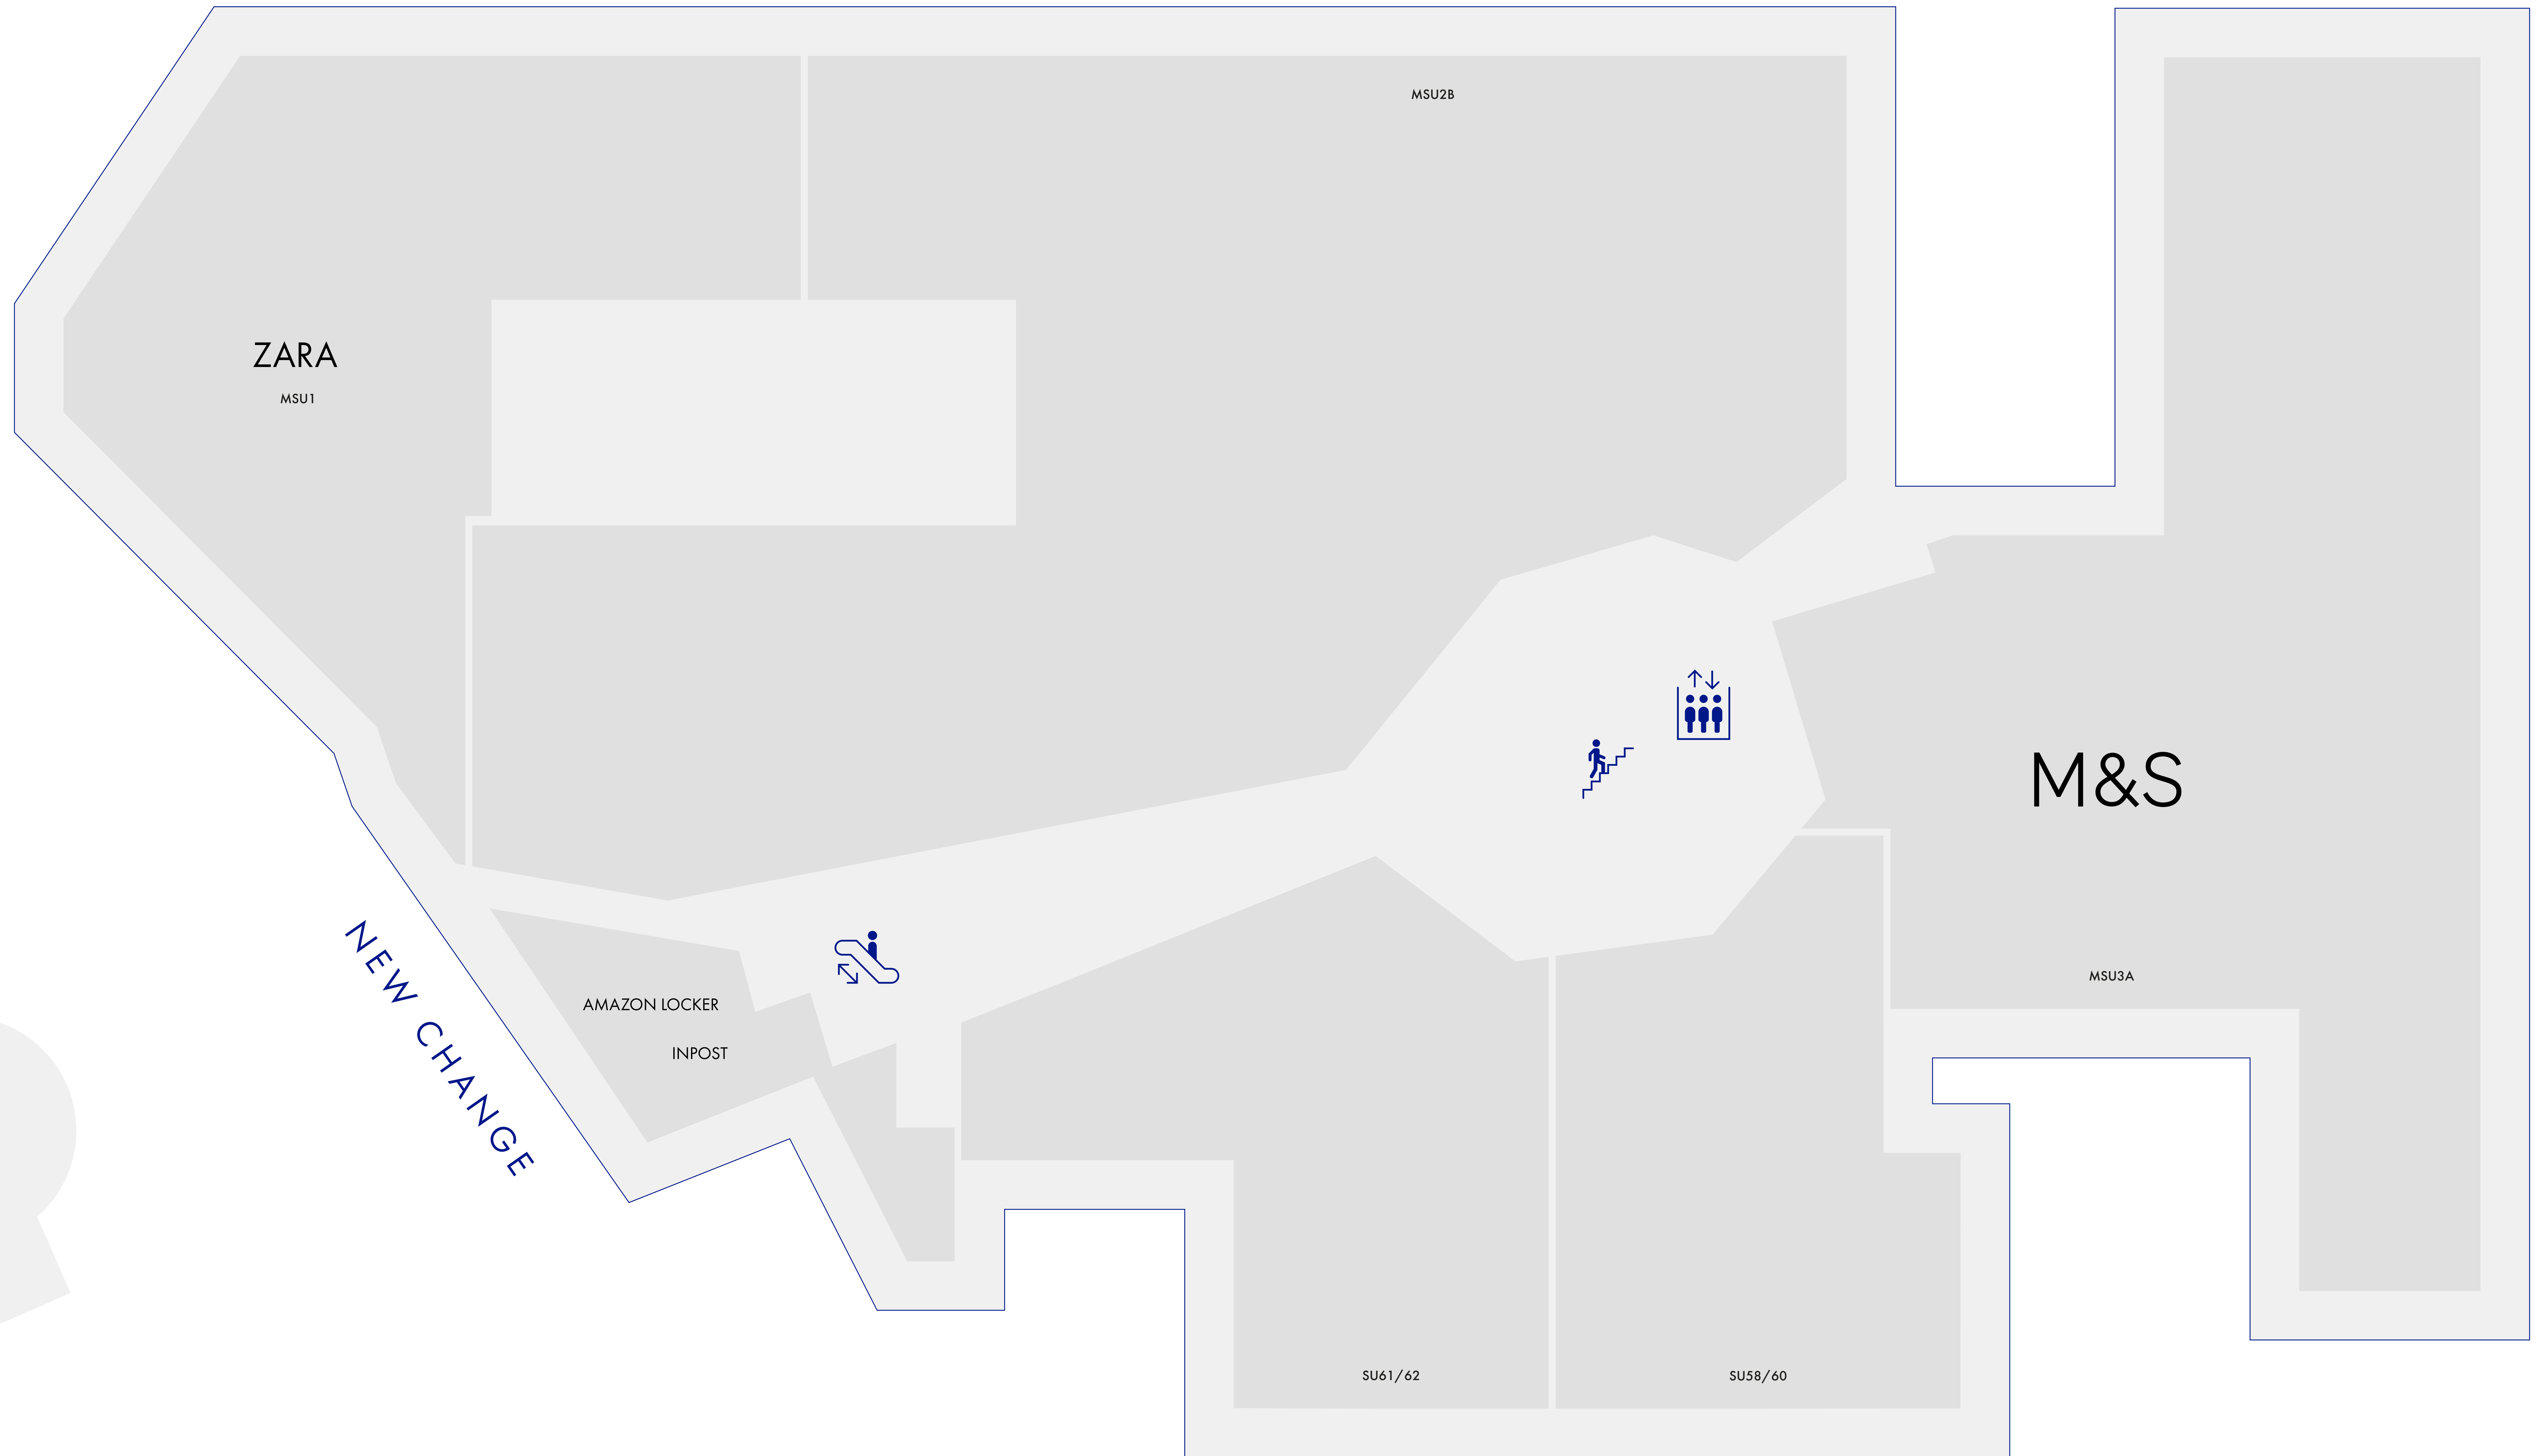 MSU2B
ZARA
MSU1
M&S
MSU3A
NEW CHANGE
AMAZON LOCKER
INPOST
SU61/62
SU58/60